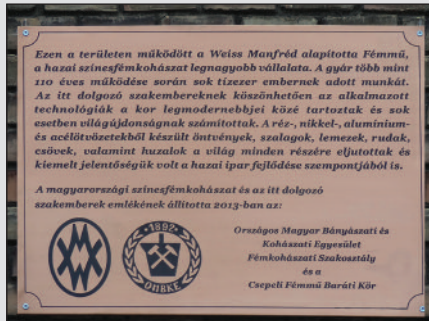 Ezen a területen működött a Weiss Manfréd alapította Fémmű,
a hazai színesfémkohászat legnagyobb vállalata. A gyár több mint
110 éves működése során sok tízezer embernek adott munkát.
Az itt dolgozó szakembereknek köszönhetően az alkalmazott
technológiák a kor legmodernebbjei közé tartoztak és sok
esetben világújdonságnak számítottak. A réz-, nikkel-, alumínium-
és acélötvözetekből készült öntvények, szalagok, lemezek, rudak,
csövek, valamint huzalok a világ minden részére eljutottak és
kiemelt jelentőségük volt a hazai ipar fejlődése szempontjából is.
A magyarországi színesfémkohászat és az itt dolgozó
szakemberek emlékének állította 2013-ban az:
Országos Magyar Bányászati és
Kohászati Egyesület
Fémkohászati Szakosztály
és a
Csepeli Fémmű Baráti Kör
·1892·
OMBKE